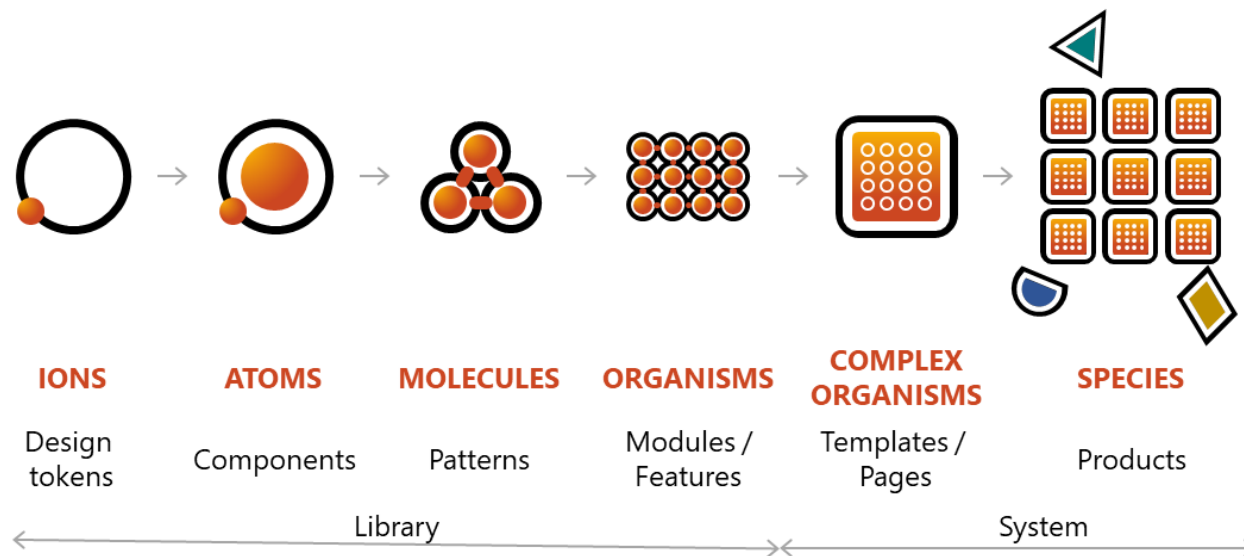 IONS
ATOMS
MOLECULES
ORGANISMS
COMPLEX
ORGANISMS
SPECIES
Design
tokens
Components
Patterns
Modules /
Features
Templates /
Pages
Products
Library
System